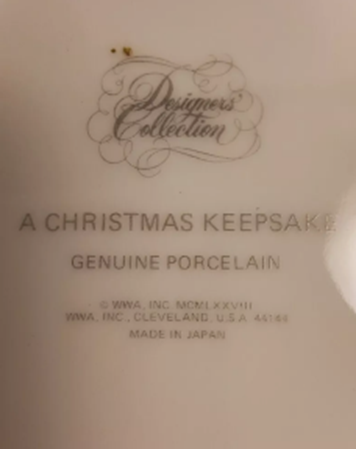 Designers'
Collection
A CHRISTMAS KEEPSAKE
GENUINE PORCELAIN
© WWA, INC. MCMLXXVIII
WWA, INC., CLEVELAND, U.S.A. 44144
MADE IN JAPAN